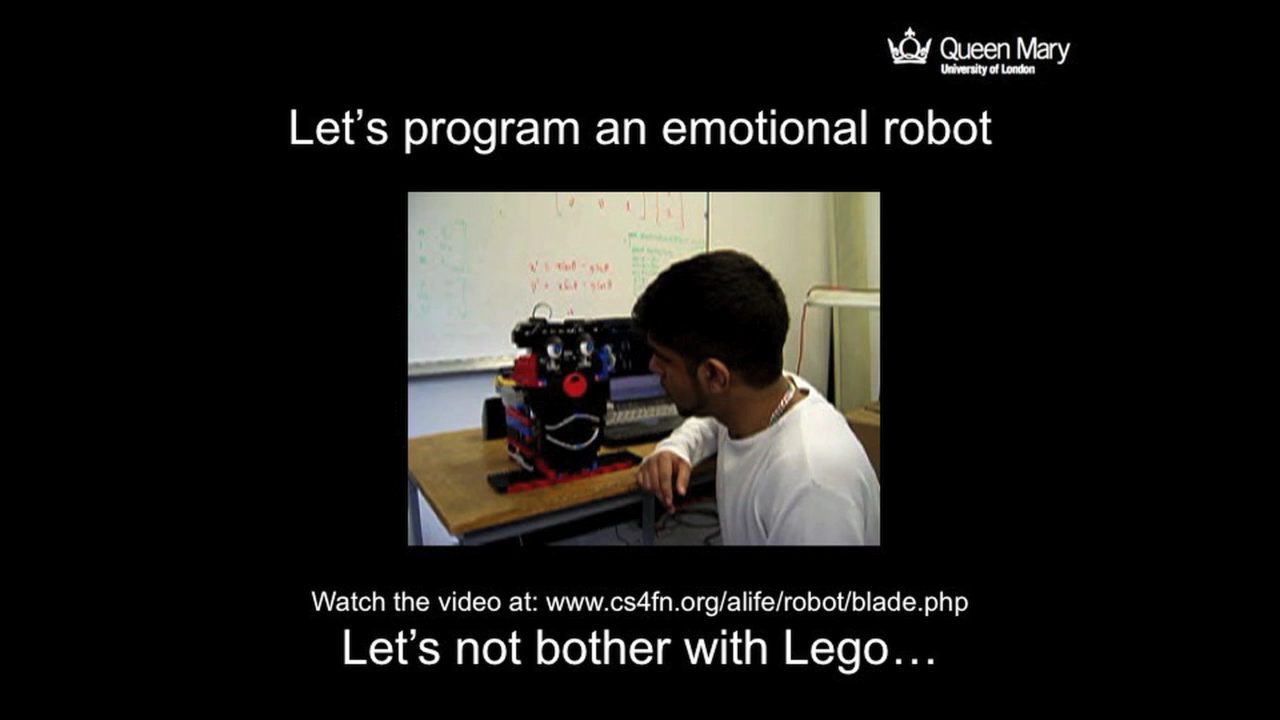 Queen Mary
University of London
Let's program an emotional robot
Watch the video at: www.cs4fn.org/alife/robot/blade.php
Let's not bother with Lego…